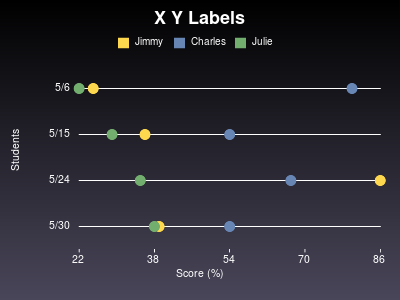 X Y Labels
Jimmy Charles Julie
5/6
5/15
5/24
5/30
Students
22 38 54 70 86
Score (%)